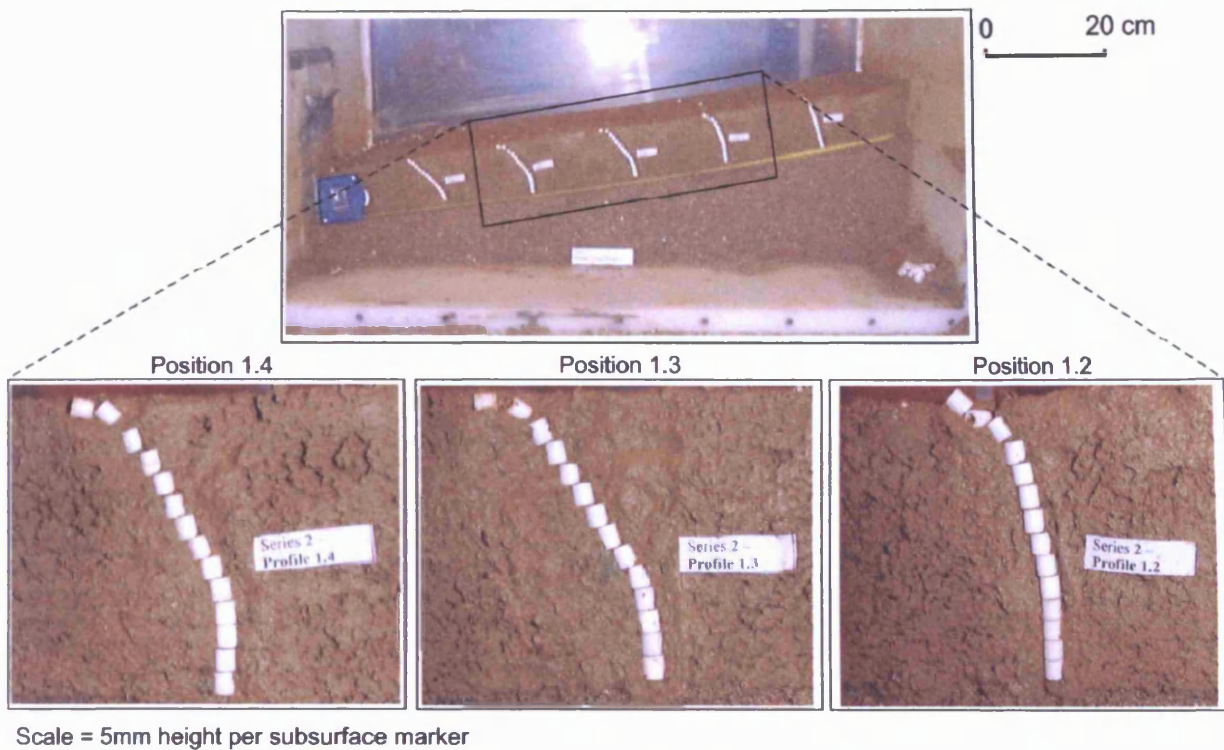 0 20 cm
Position 1.4
Position 1.3
Position 1.2
Series 2 –
Profile 1.4
Series 2 –
Profile 1.3
Series 2 –
Profile 1.2
Scale = 5mm height per subsurface marker